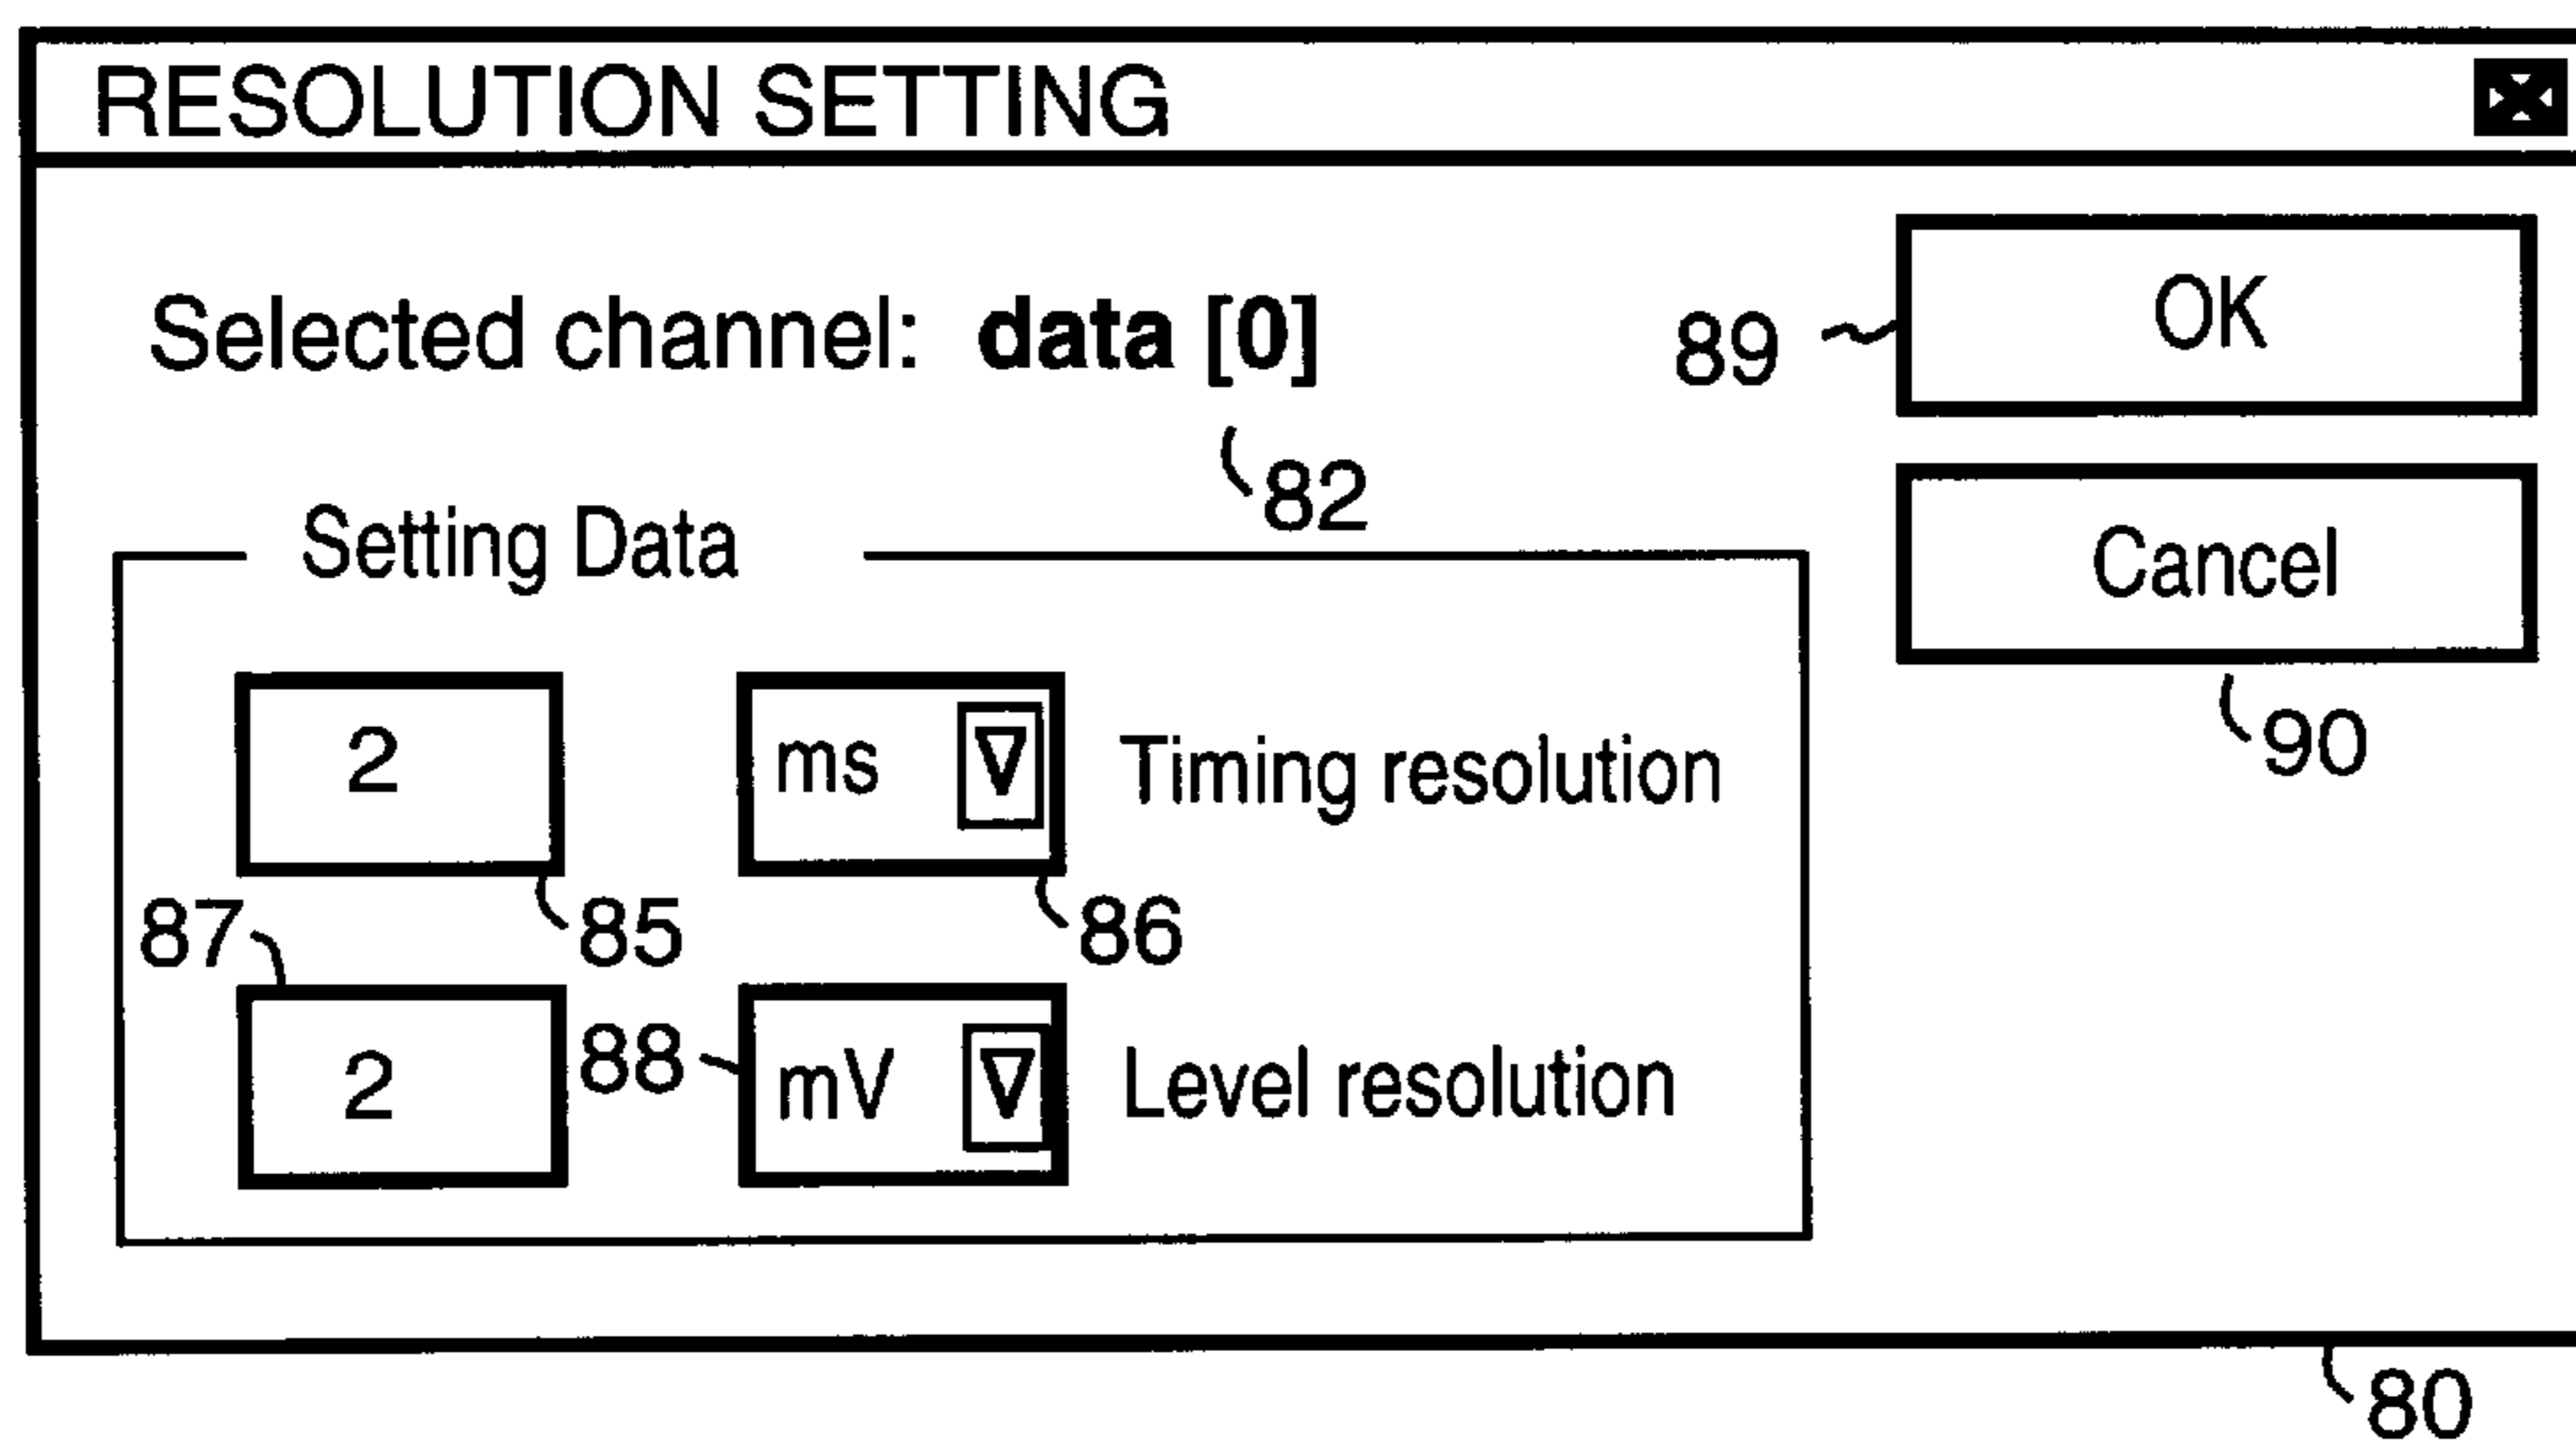 RESOLUTION SETTING
Selected channel: data [0]
82
89
OK
Cancel
90
Setting Data
2
ms
Timing resolution
85
86
87
2
88
mV
Level resolution
80